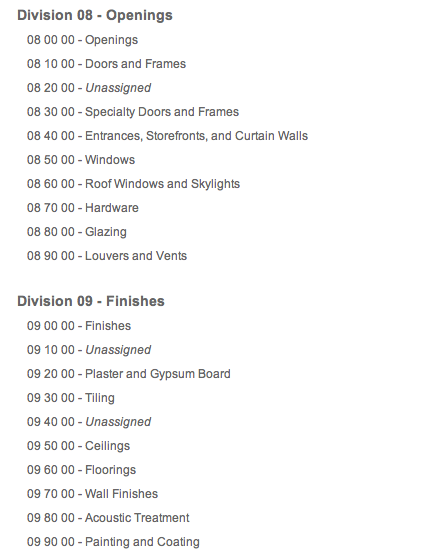 Division 08 - Openings
08 00 00 - Openings
08 10 00 - Doors and Frames
08 20 00 - Unassigned
08 30 00 - Specialty Doors and Frames
08 40 00 - Entrances, Storefronts, and Curtain Walls
08 50 00 - Windows
08 60 00 - Roof Windows and Skylights
08 70 00 - Hardware
08 80 00 - Glazing
08 90 00 - Louvers and Vents
Division 09 - Finishes
09 00 00 - Finishes
09 10 00 - Unassigned
09 20 00 - Plaster and Gypsum Board
09 30 00 - Tiling
09 40 00 - Unassigned
09 50 00 - Ceilings
09 60 00 - Floorings
09 70 00 - Wall Finishes
09 80 00 - Acoustic Treatment
09 90 00 - Painting and Coating